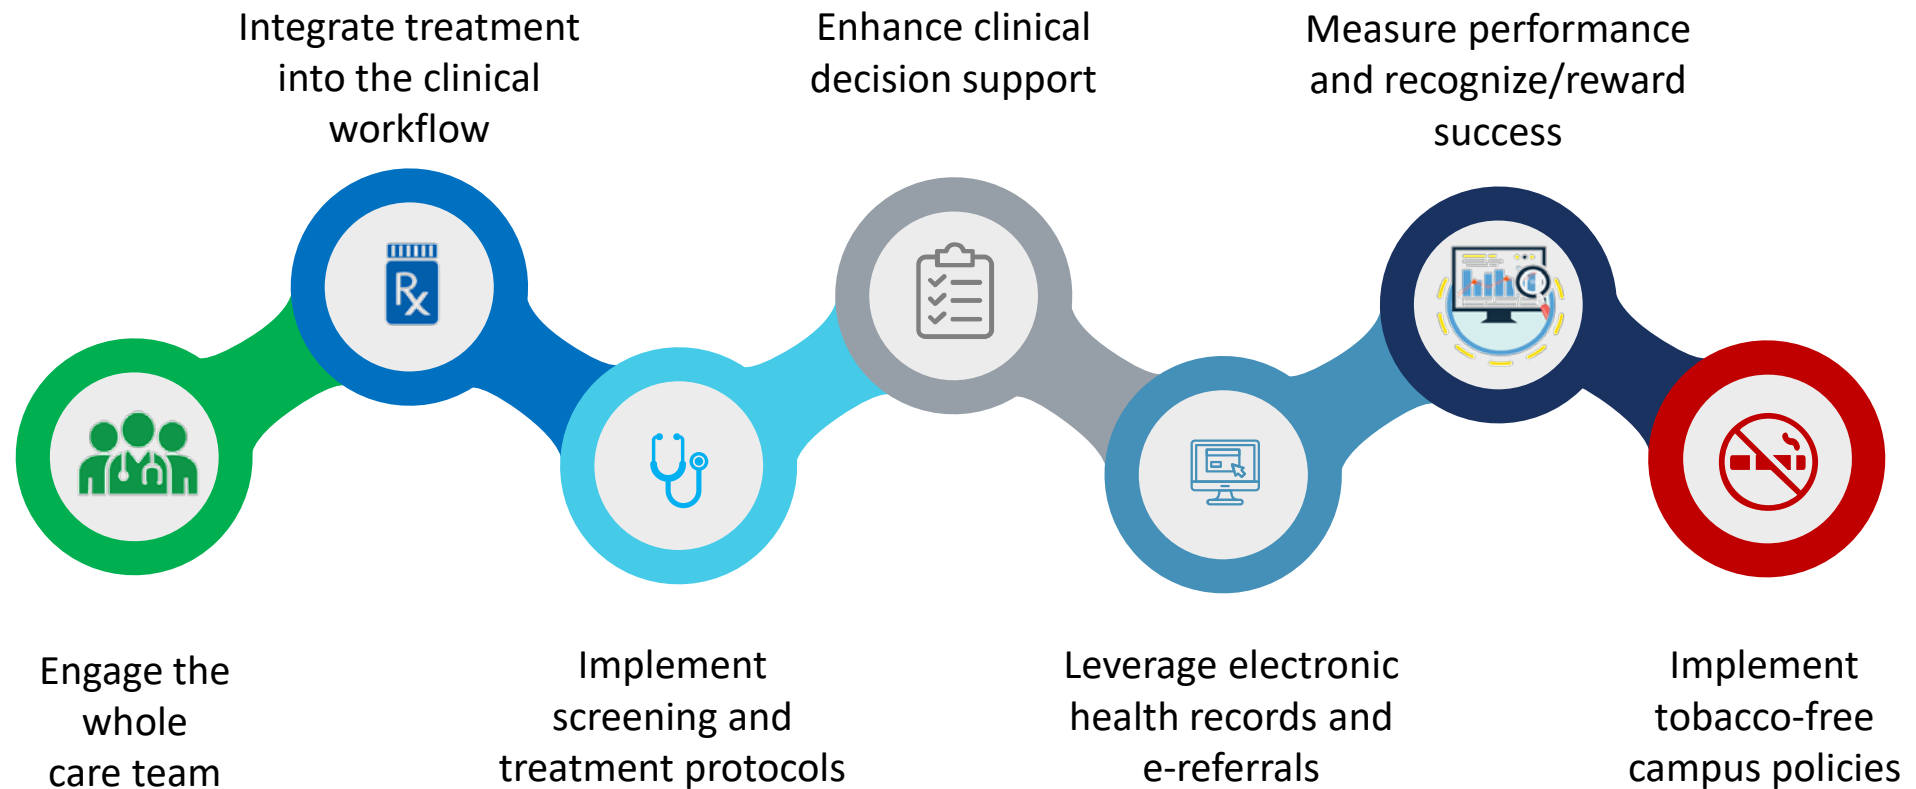 Integrate treatment
into the clinical
workflow
Enhance clinical
decision support
Measure performance
and recognize/reward
success
Rx
Engage the
whole
care team
Implement
screening and
treatment protocols
Leverage electronic
health records and
e-referrals
Implement
tobacco-free
campus policies